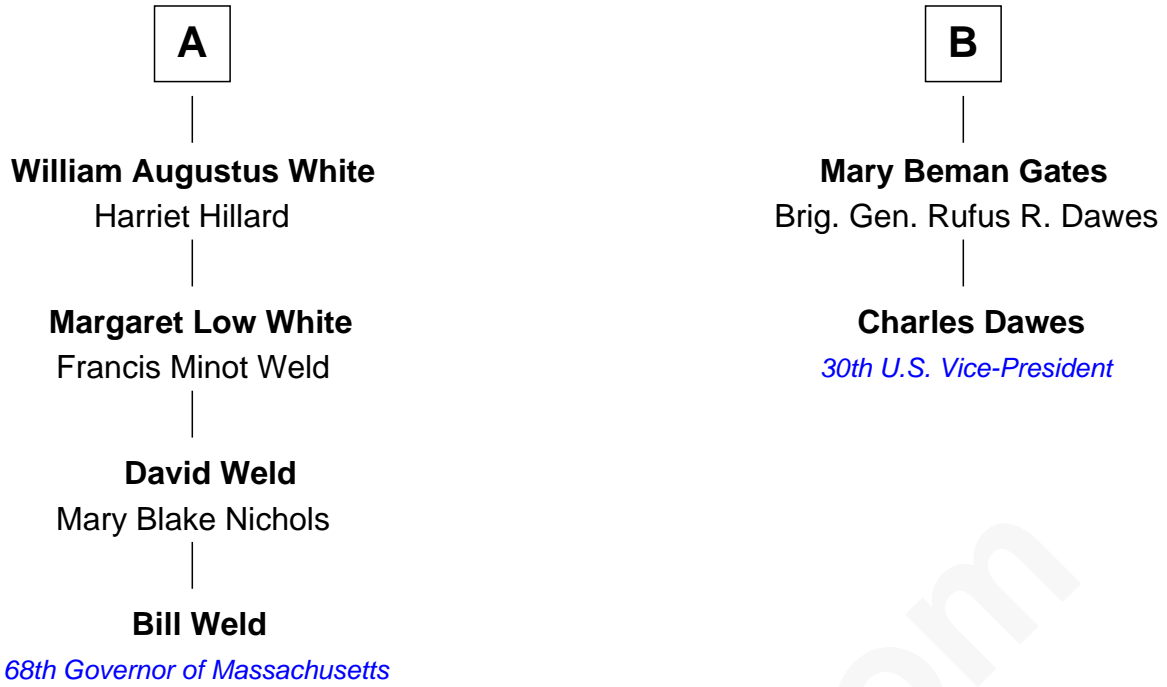 A
William Augustus White
Harriet Hillard
Margaret Low White
Francis Minot Weld
David Weld
Mary Blake Nichols
Bill Weld
68th Governor of Massachusetts
B
Mary Beman Gates
Brig. Gen. Rufus R. Dawes
Charles Dawes
30th U.S. Vice-President
om